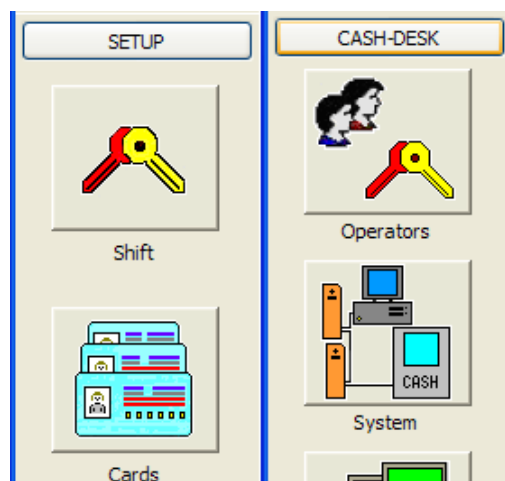 SETUP
Shift
Cards
CASH-DESK
Operators
CASH
System